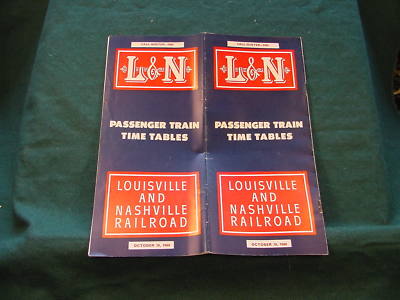 L&N
PASSENGER TRAIN
TIME TABLES
LOUISVILLE
AND
NASHVILLE
RAILROAD
L&N
PASSENGER TRAIN
TIME TABLES
LOUISVILLE
AND
NASHVILLE
RAILROAD